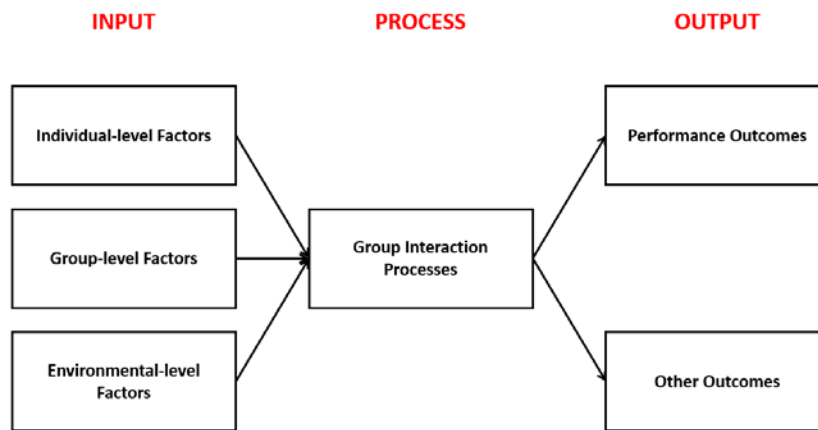 INPUT
PROCESS
OUTPUT
Individual-level Factors
Group-level Factors
Environmental-level
Factors
Group Interaction
Processes
Performance Outcomes
Other Outcomes